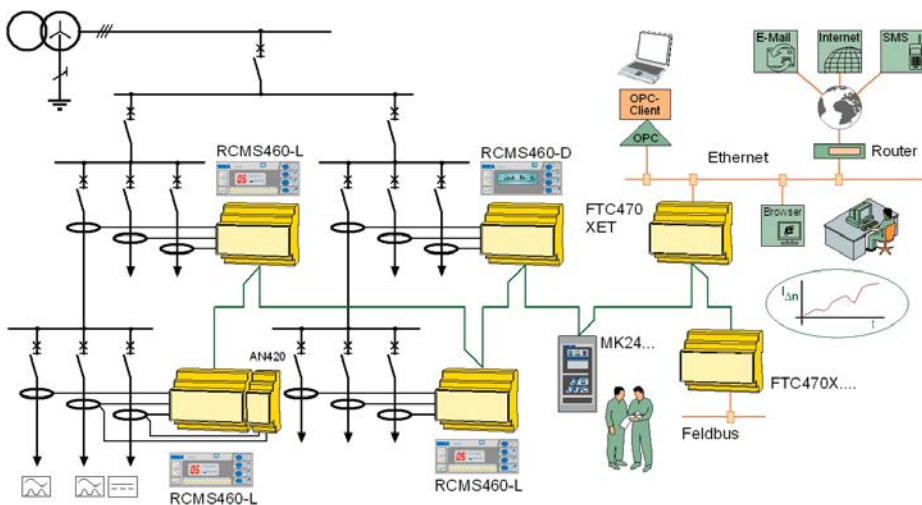 E-Mail
Internet
SMS
OPC-
Client
OPC
Router
Ethernet
RCMS460-L
RCMS460-D
FTC470
XET
Browser
I Δn
t
AN420
MK24...
FTC470X....
Feldbus
RCMS460-L
RCMS460-L